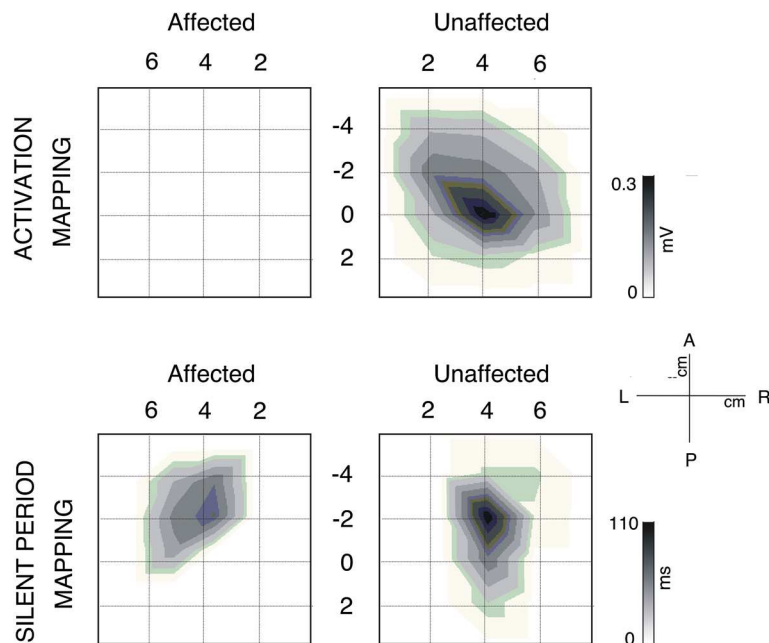 Affected Unaffected
6 4 2 2 4 6
ACTIVATION
MAPPING
-4
-2
0
2
0.3
mV
0
A
cm
L R
cm
P
Affected Unaffected
6 4 2 2 4 6
SILENT PERIOD
MAPPING
-4
-2
0
2
110
ms
0